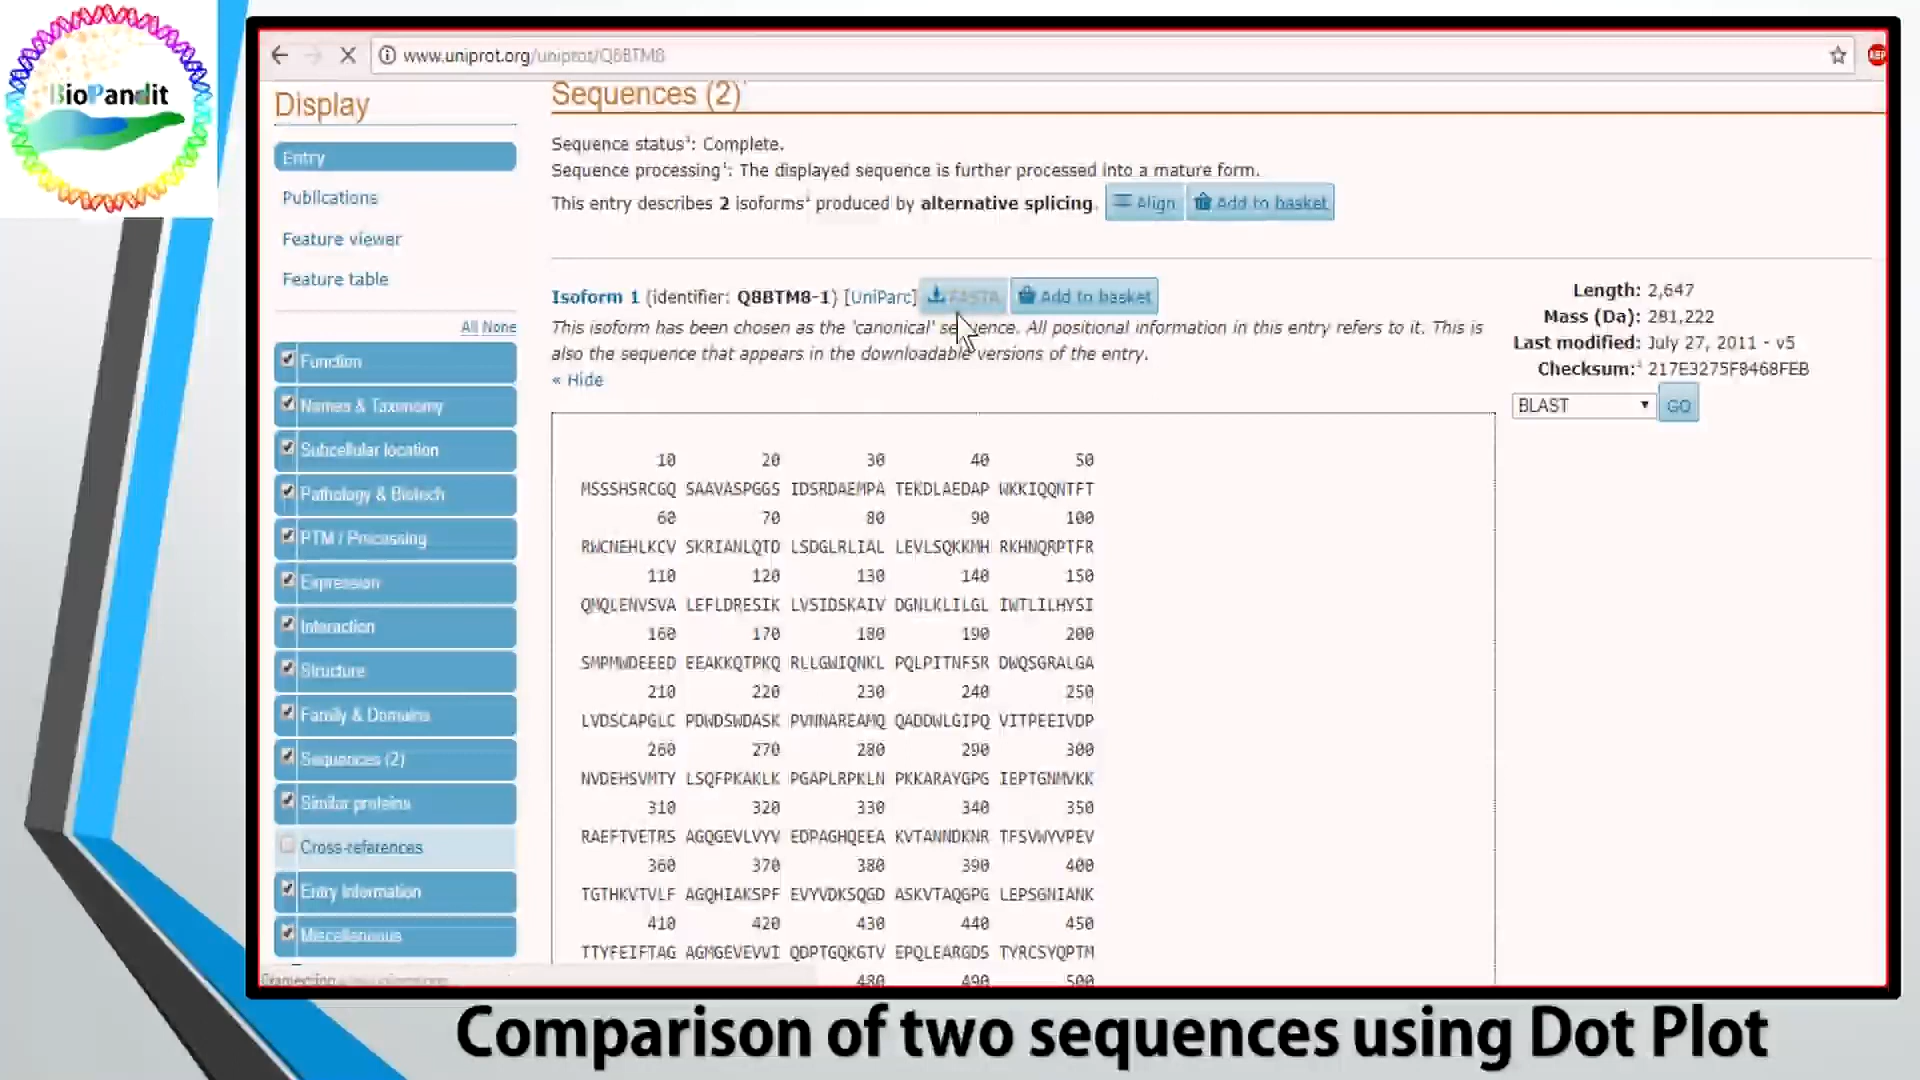 BioPandit
www.uniprot.org/uniprot/Q8BTM8
ABP
Display
Entry
Publications
Feature viewer
Feature table
All None
Function
Names & Taxonomy
Subcellular location
Pathology & Biotech
PTM / Processing
Expression
Interaction
Structure
Family & Domains
Sequences (2)
Similar proteins
Cross-references
Entry information
Miscellaneous
Sequences (2)
Sequence status¹: Complete.
Sequence processing¹: The displayed sequence is further processed into a mature form.
This entry describes 2 isoforms¹ produced by alternative splicing. Align Add to basket
Isoform 1 (identifier: Q8BTM8-1) [UniParc] FASTA Add to basket
This isoform has been chosen as the 'canonical' sequence. All positional information in this entry refers to it. This is
also the sequence that appears in the downloadable versions of the entry.
« Hide
10 20 30 40 50
MSSSHSRCGQ SAAVASPGGS IDSRDAEMPA TEKDLAEDAP WKKIQQNTFT
60 70 80 90 100
RWCNEHLKCV SKRIANLQTD LSDGLRLIAL LEVLSQKKMH RKHNQRPTFR
110 120 130 140 150
QMQLENVSVA LEFLDRESIK LVSIDSKAIV DGNLKLILGL IWTLILHYSI
160 170 180 190 200
SMPMWDEEED EEAKKQTPKQ RLLGWIQNKL PQLPITNFSR DWQSGRALGA
210 220 230 240 250
LVDSCAPGLC PDWDSWDASK PVNNAREAMQ QADDWLGIPQ VITPEEIVDP
260 270 280 290 300
NVDEHSVMTY LSQFPKAKLK PGAPLRPKLN PKKARAYGPG IEPTGNMVKK
310 320 330 340 350
RAEFTVETRS AGQGEVLVYV EDPAGHQEEA KVTANNDKNR TFSVWYVPEV
360 370 380 390 400
TGTHKVTVLF AGQHIAKSPF EVYVDKSQGD ASKVTAQGPG LEPSGNIANK
410 420 430 440 450
TTYFEIFTAG AGMGEVEVVI QDPTGQKGTV EPQLEARGDS TYRCSYQPTM
480 490 500
Length: 2,647
Mass (Da): 281,222
Last modified: July 27, 2011 - v5
Checksum:¹ 217E3275F8468FEB
BLAST GO
Comparison of two sequences using Dot Plot